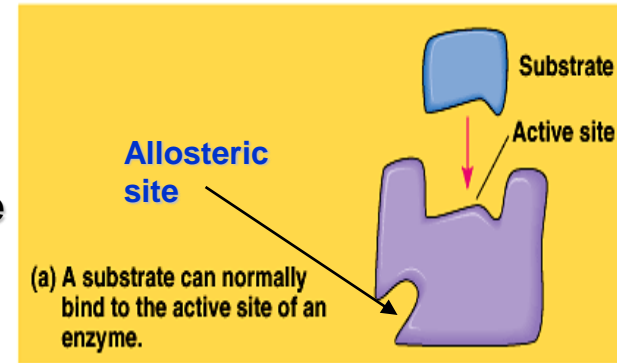 Substrate
Active site
Allosteric
site
e
(a) A substrate can normally
bind to the active site of an
enzyme.